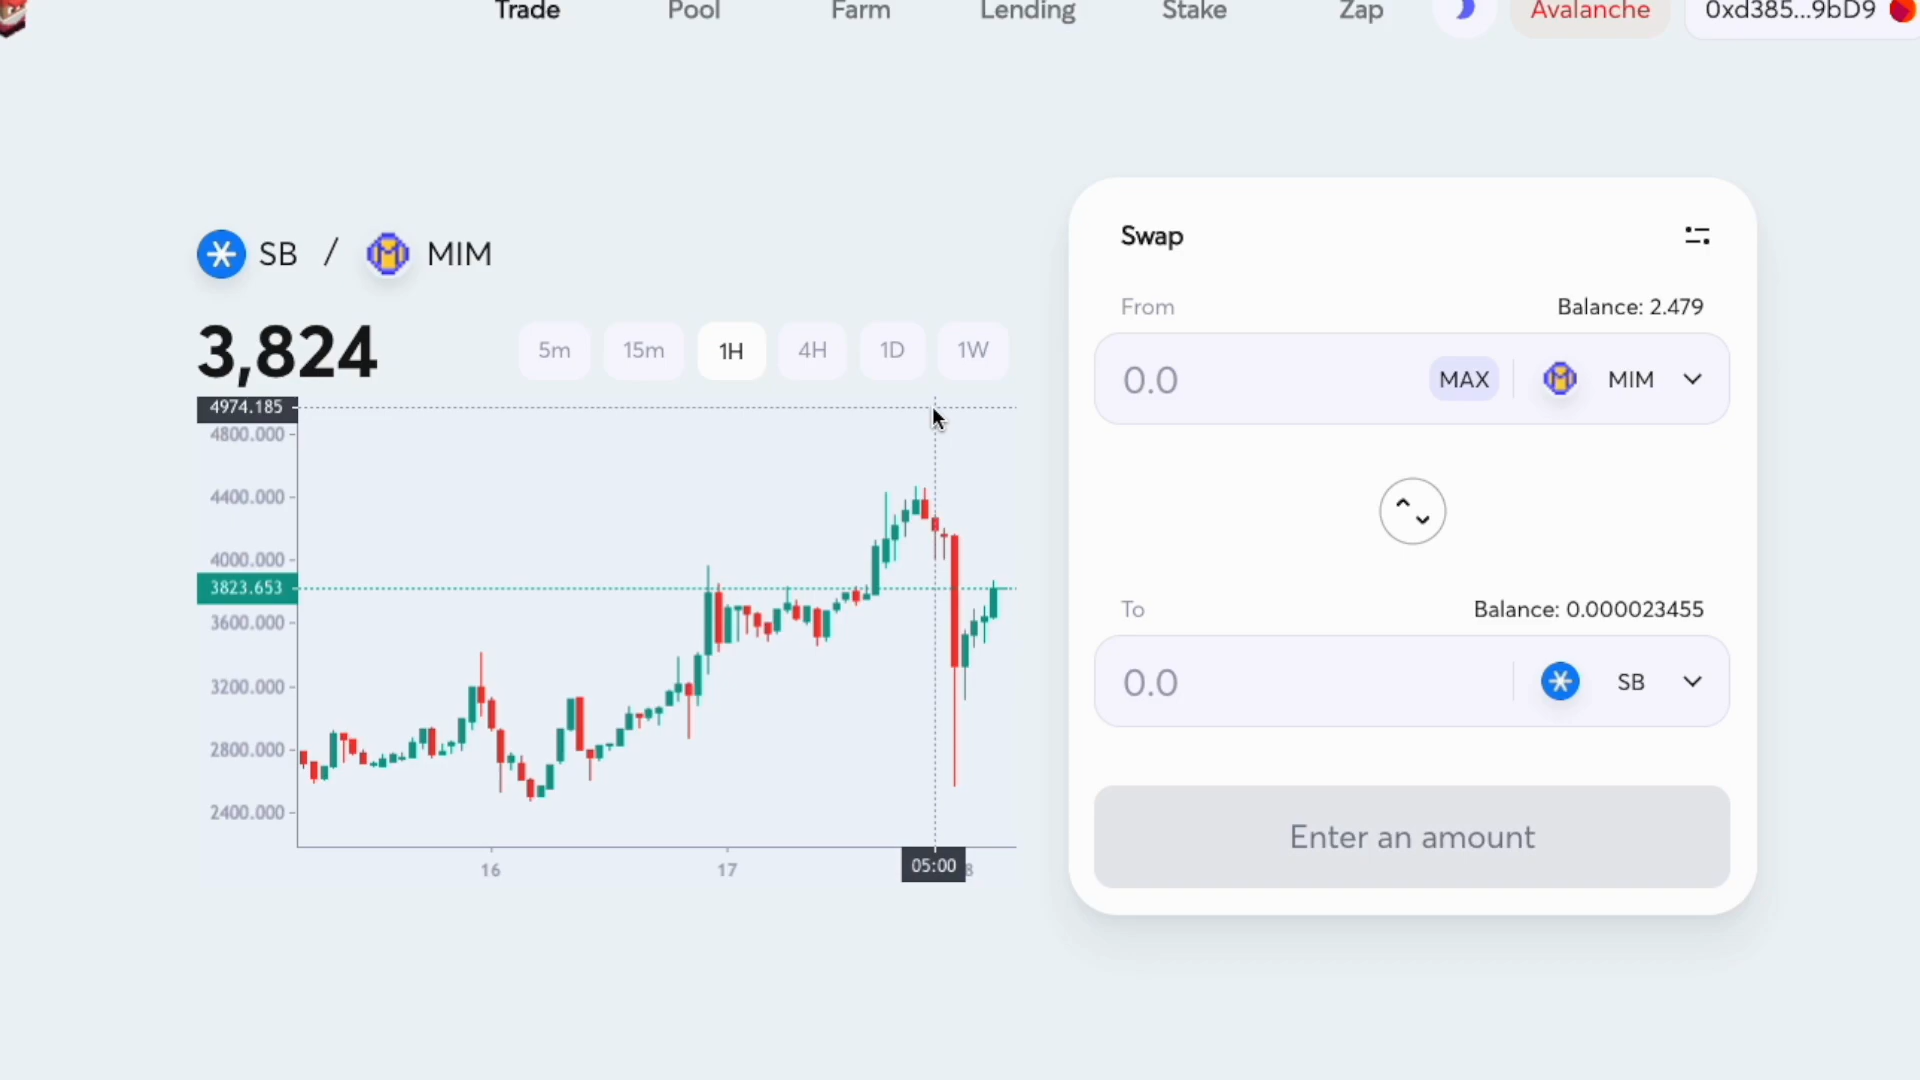 Trade Pool Farm Lending Stake Zap Avalanche 0xd385...9bD9
SB / MIM
3,824
5m 15m 1H 4H 1D 1W
4974.185
4800.000
4400.000
4000.000
3823.653
3600.000
3200.000
2800.000
2400.000
16 17 05:00 8
Swap
From Balance: 2.479
0.0 MAX MIM
To Balance: 0.000023455
0.0 SB
Enter an amount